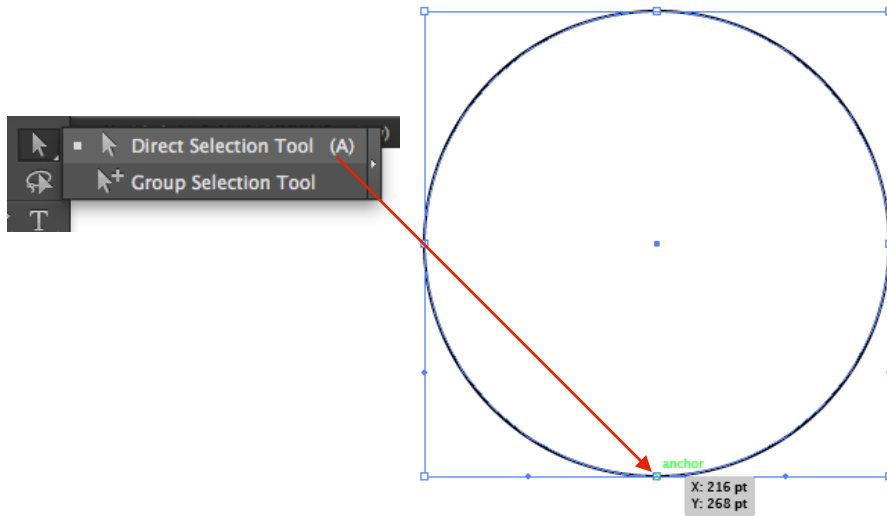 Direct Selection Tool (A)
Group Selection Tool
T
anchor
X: 216 pt
Y: 268 pt